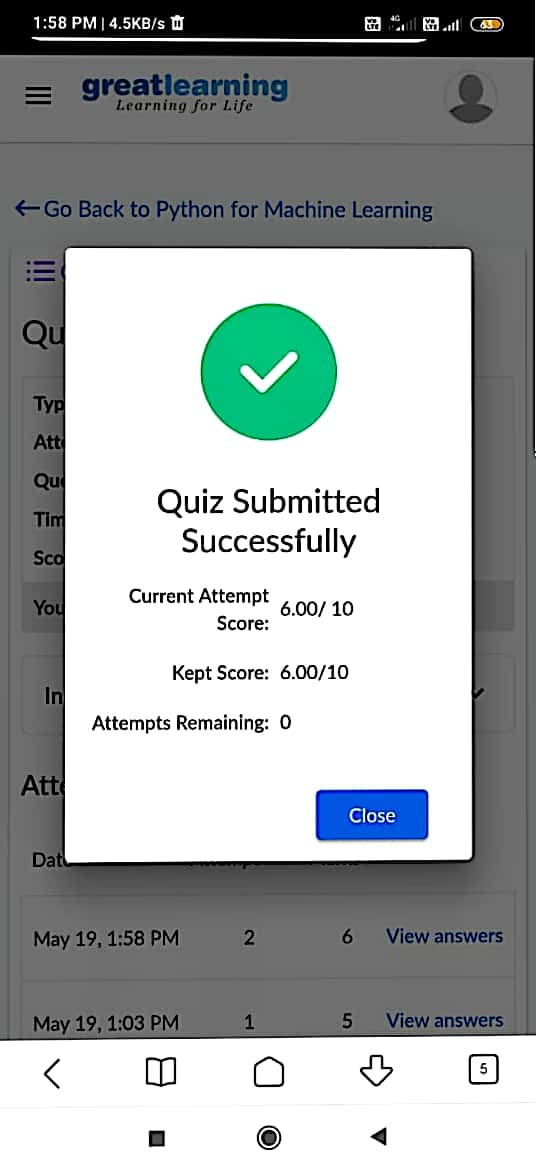 1:58 PM | 4.5KB/s
4G
63
greatlearning
Learning for Life
Go Back to Python for Machine Learning
Qu
Typ
Att
Qu
Tim
Sco
You
In
Quiz Submitted
Successfully
Current Attempt
Score: 6.00/ 10
Kept Score: 6.00/10
Attempts Remaining: 0
Close
Att
Dat
May 19, 1:58 PM 2 6 View answers
May 19, 1:03 PM 1 5 View answers
5